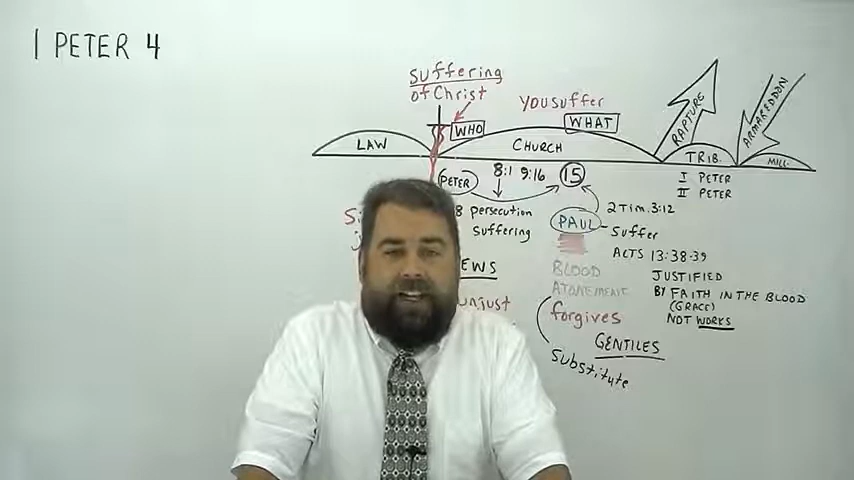 1 PETER 4
suffering
of Christ
YOU suffer
WHO
WHAT
LAW
CHURCH
RAPTURE
ARMAGEDDON
TRIB.
MILL.
PETER
8:1 9:16
15
I PETER
II PETER
8 persecution
suffering
2 Tim. 3:12
PAUL
Suffer
ACTS 13:38-39
BLOOD
ATONEMENT
JUSTIFIED
BY FAITH IN THE BLOOD
(GRACE)
NOT WORKS
EWS
unjust
forgives
GENTILES
Substitute